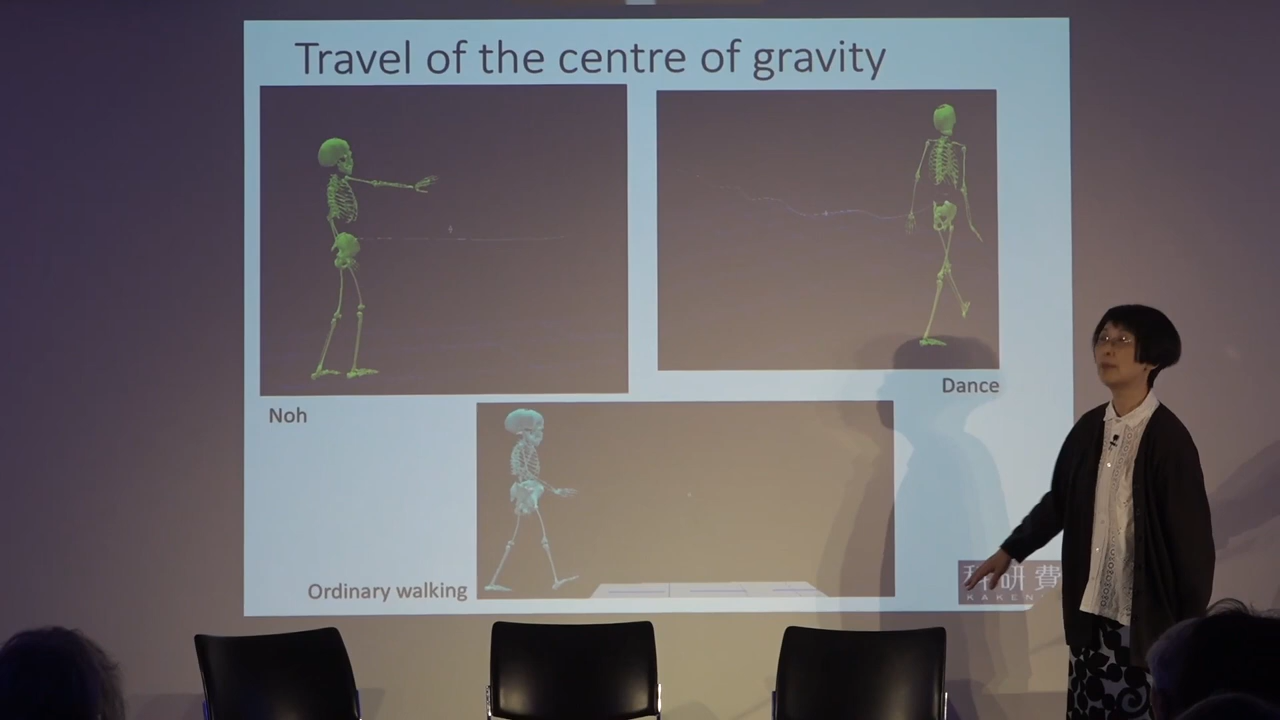 Travel of the centre of gravity
Noh
Dance
Ordinary walking
科研費
KAKEN